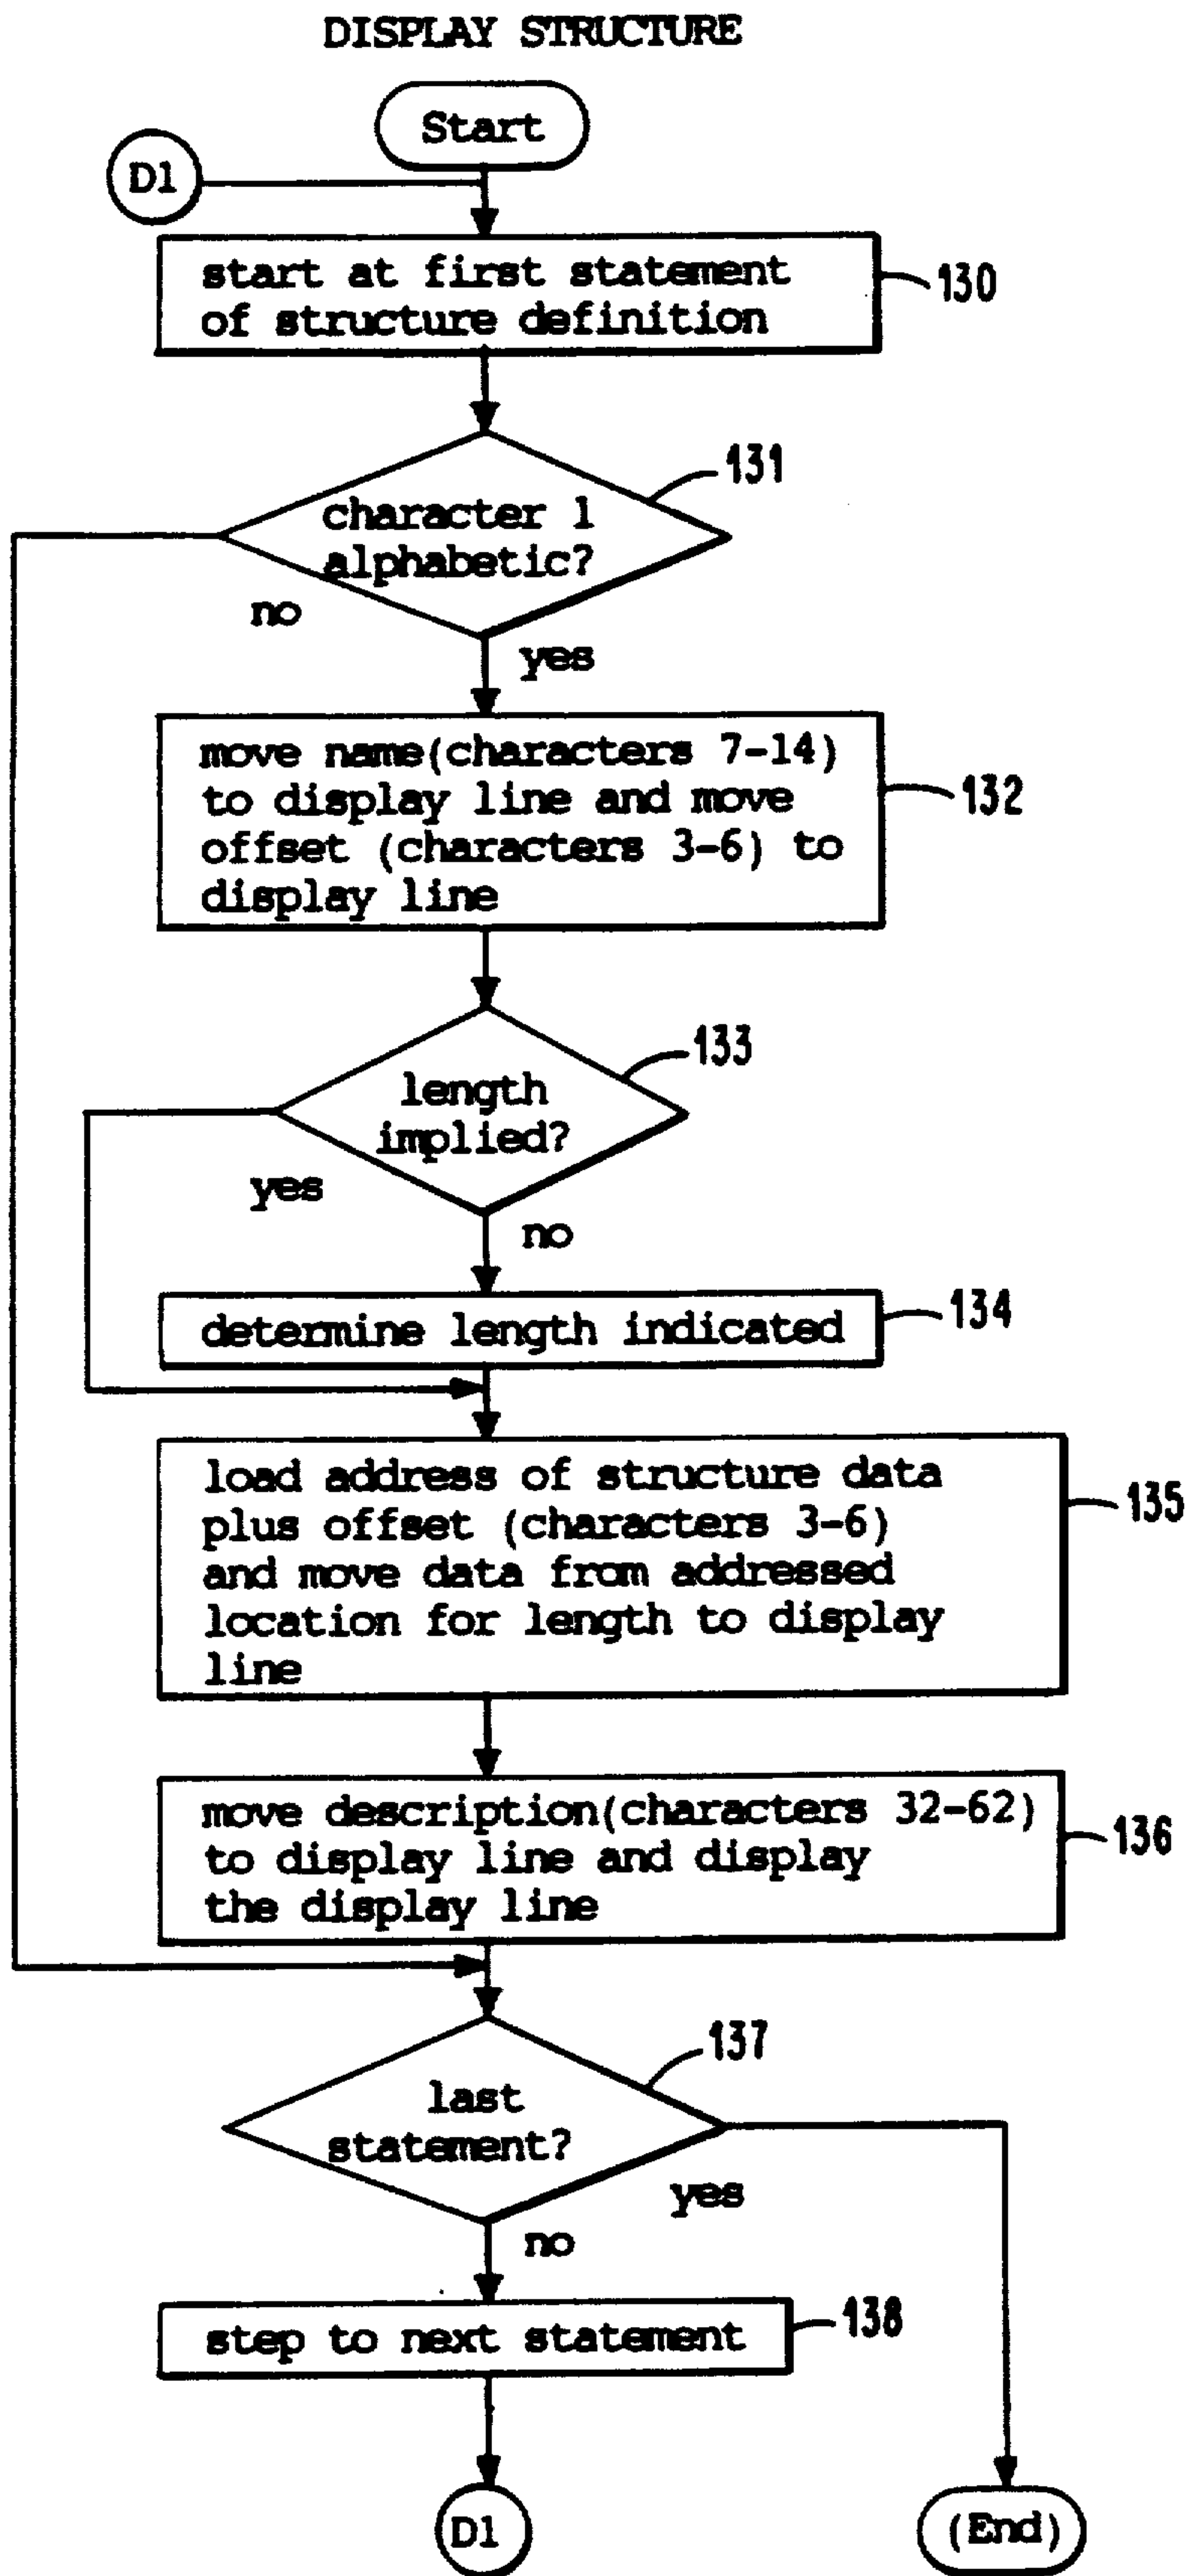 DISPLAY STRUCTURE
Start
D1
start at first statement
of structure definition
130
131
character 1
alphabetic?
no
yes
move name(characters 7-14)
to display line and move
offset (characters 3-6) to
display line
132
133
length
implied?
yes
no
determine length indicated
134
load address of structure data
plus offset (characters 3-6)
and move data from addressed
location for length to display
line
135
move description(characters 32-62)
to display line and display
the display line
136
137
last
statement?
yes
no
step to next statement
138
D1
(End)